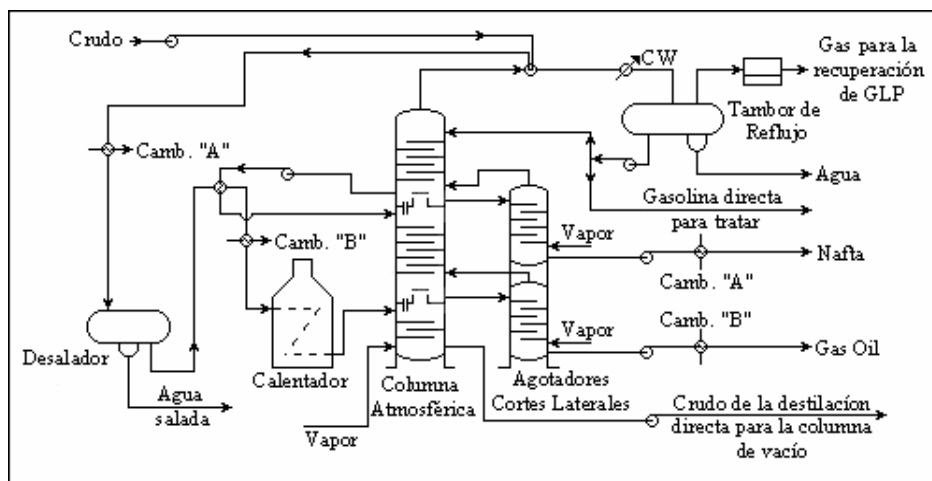 Crudo
CW
Gas para la
recuperación
de GLP
Tambor de
Reflujo
Camb. "A"
Agua
Gasolina directa
para tratar
Vapor
Nafta
Camb. "B"
Camb. "A"
Camb. "B"
Vapor
Gas Oil
Desalador
Calentador
Columna
Atmosférica
Agotadores
Cortes Laterales
Agua
salada
Vapor
Crudo de la destilacíon
directa para la columna
de vacío